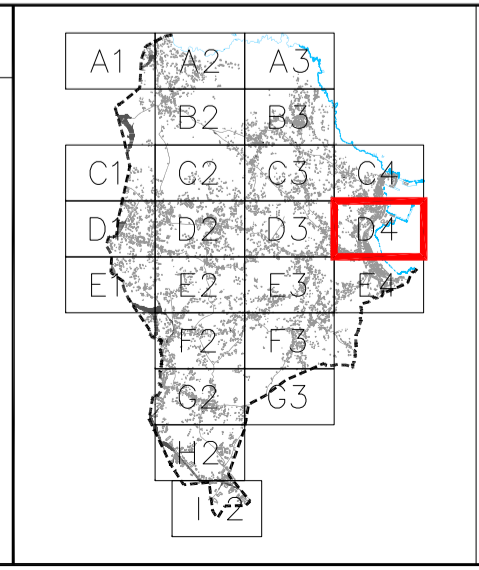 A1 A2 A3
B2 B3
C1 C2 C3 C4
D1 D2 D3 D4
E1 E2 E3 E4
F2 F3
G2 G3
H2
I 2